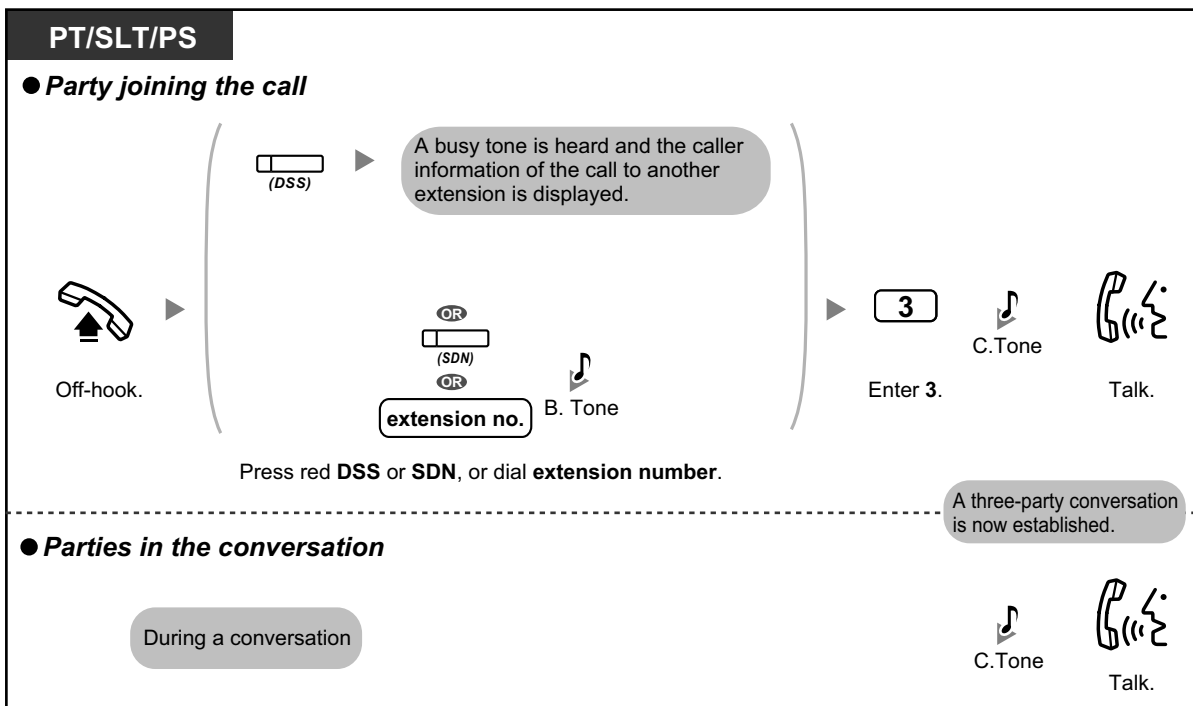 PT/SLT/PS
● Party joining the call
(DSS)
A busy tone is heard and the caller
information of the call to another
extension is displayed.
OR
(SDN)
OR
extension no.
B. Tone
3
C.Tone
Off-hook.
Enter 3.
Talk.
Press red DSS or SDN, or dial extension number.
A three-party conversation
is now established.
● Parties in the conversation
During a conversation
C.Tone
Talk.